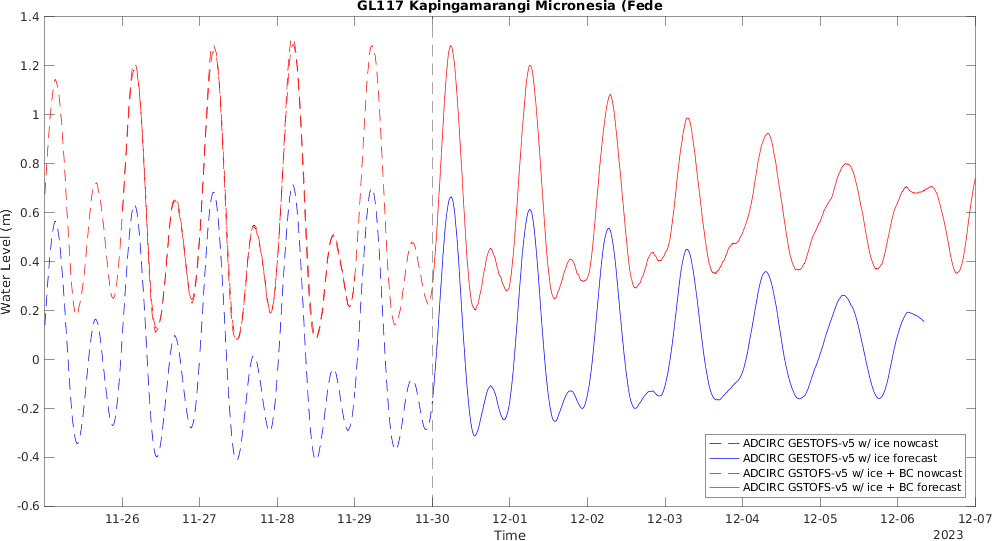 GL117 Kapingamarangi Micronesia (Fede
1.4
1.2
1
0.8
0.6
0.4
0.2
0
-0.2
-0.4
-0.6
Water Level (m)
ADCIRC GESTOFS-v5 w/ ice nowcast
ADCIRC GESTOFS-v5 w/ ice forecast
ADCIRC GSTOFS-v5 w/ ice + BC nowcast
ADCIRC GSTOFS-v5 w/ ice + BC forecast
11-26 11-27 11-28 11-29 11-30 12-01 12-02 12-03 12-04 12-05 12-06 12-07
Time
2023